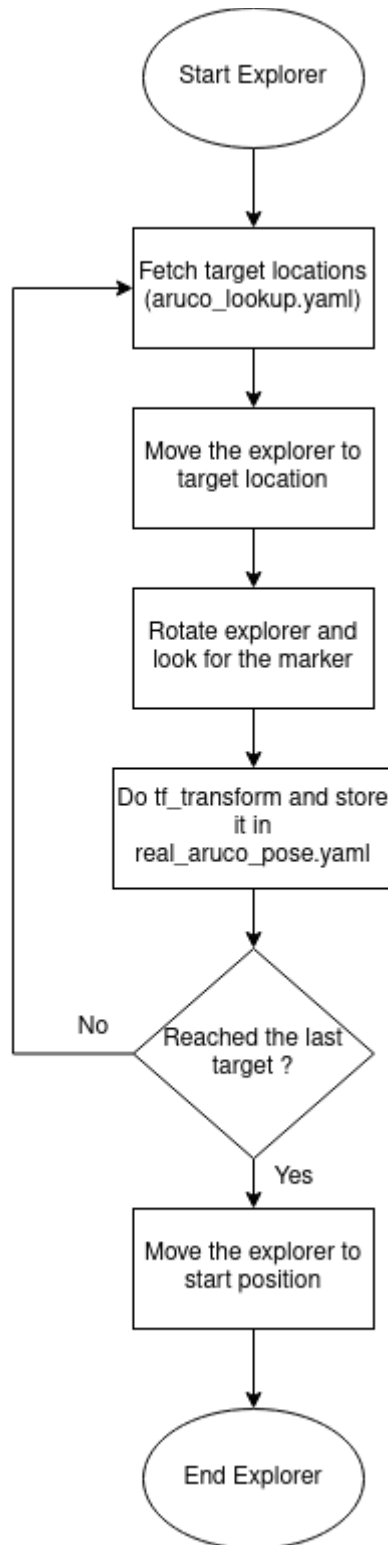 Start Explorer
Fetch target locations
(aruco_lookup.yaml)
Move the explorer to
target location
Rotate explorer and
look for the marker
Do tf_transform and store
it in
real_aruco_pose.yaml
Reached the last
target ?
No
Yes
Move the explorer to
start position
End Explorer